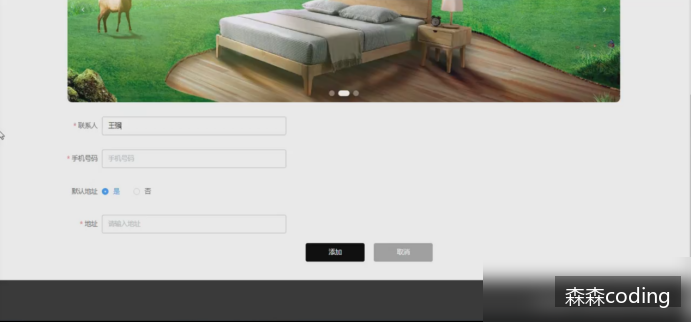 * 联系人 王强
* 手机号码 手机号码
默认地址 是 否
* 地址 请输入地址
添加 取消
森森coding